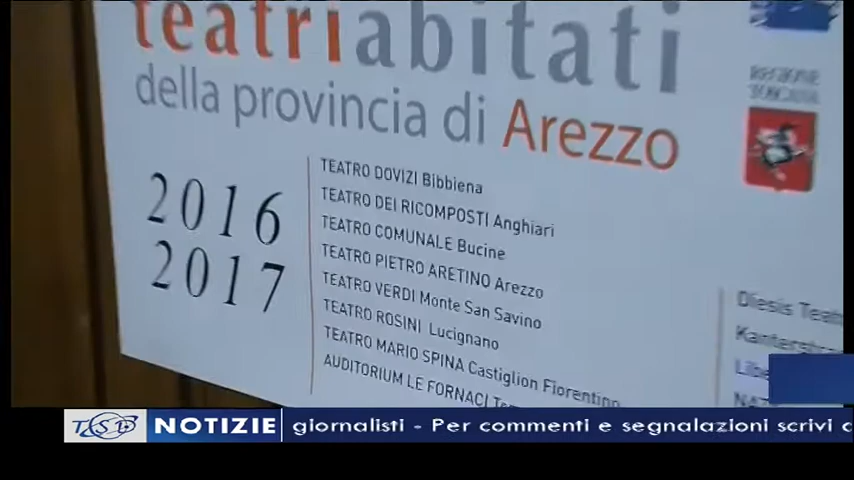 teatriabitati
della provincia di Arezzo
REGIONE
TOSCANA
2016
2017
TEATRO DOVIZI Bibbiena
TEATRO DEI RICOMPOSTI Anghiari
TEATRO COMUNALE Bucine
TEATRO PIETRO ARETINO Arezzo
TEATRO VERDI Monte San Savino
TEATRO ROSINI Lucignano
TEATRO MARIO SPINA Castiglion Fiorentino
AUDITORIUM LE FORNACI
Diesis
NOTIZIE giornalisti - Per commenti e segnalazioni scrivi